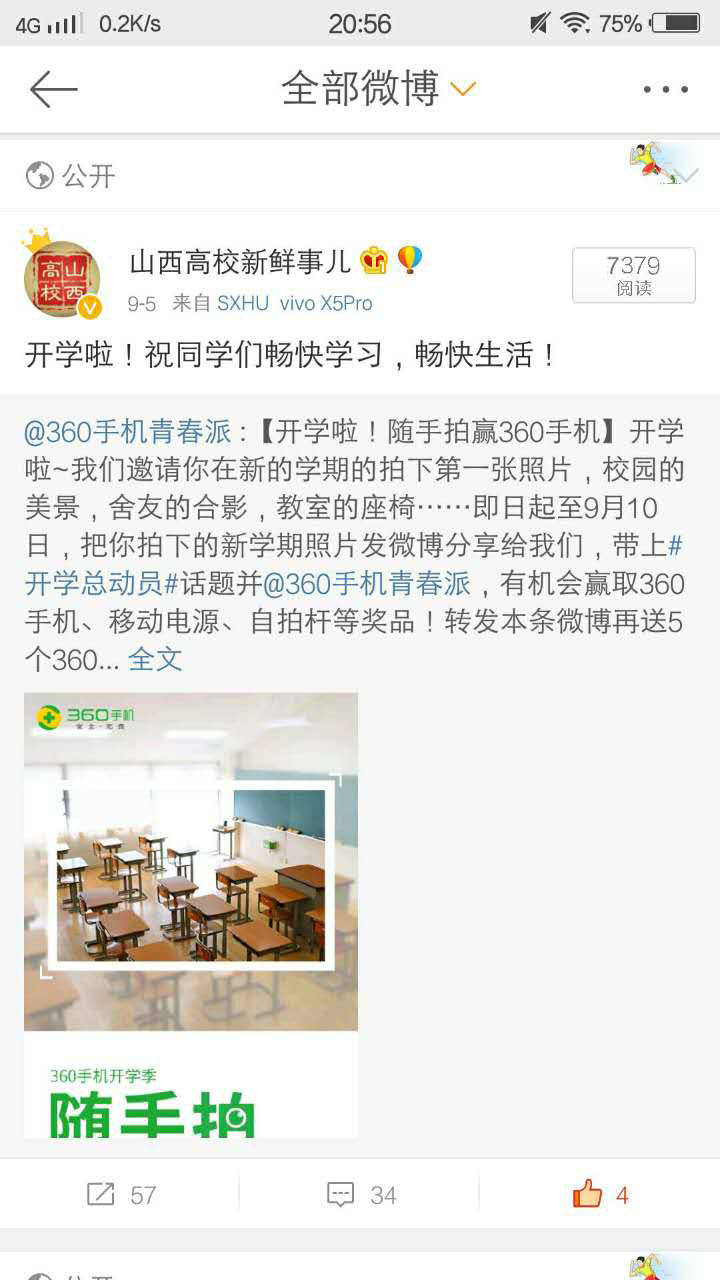 4G 0.2K/s 20:56 75%
全部微博
公开
山西高校新鲜事儿
7379
阅读
9-5 来自 SXHU vivo X5Pro
开学啦！祝同学们畅快学习，畅快生活！
@360手机青春派 :【开学啦！随手拍赢360手机】开学
啦~我们邀请你在新的学期的拍下第一张照片，校园的
美景，舍友的合影，教室的座椅……即日起至9月10
日，把你拍下的新学期照片发微博分享给我们，带上#
开学总动员#话题并@360手机青春派，有机会赢取360
手机、移动电源、自拍杆等奖品！转发本条微博再送5
个360... 全文
360手机
360手机开学季
随手拍
57 34 4
公开